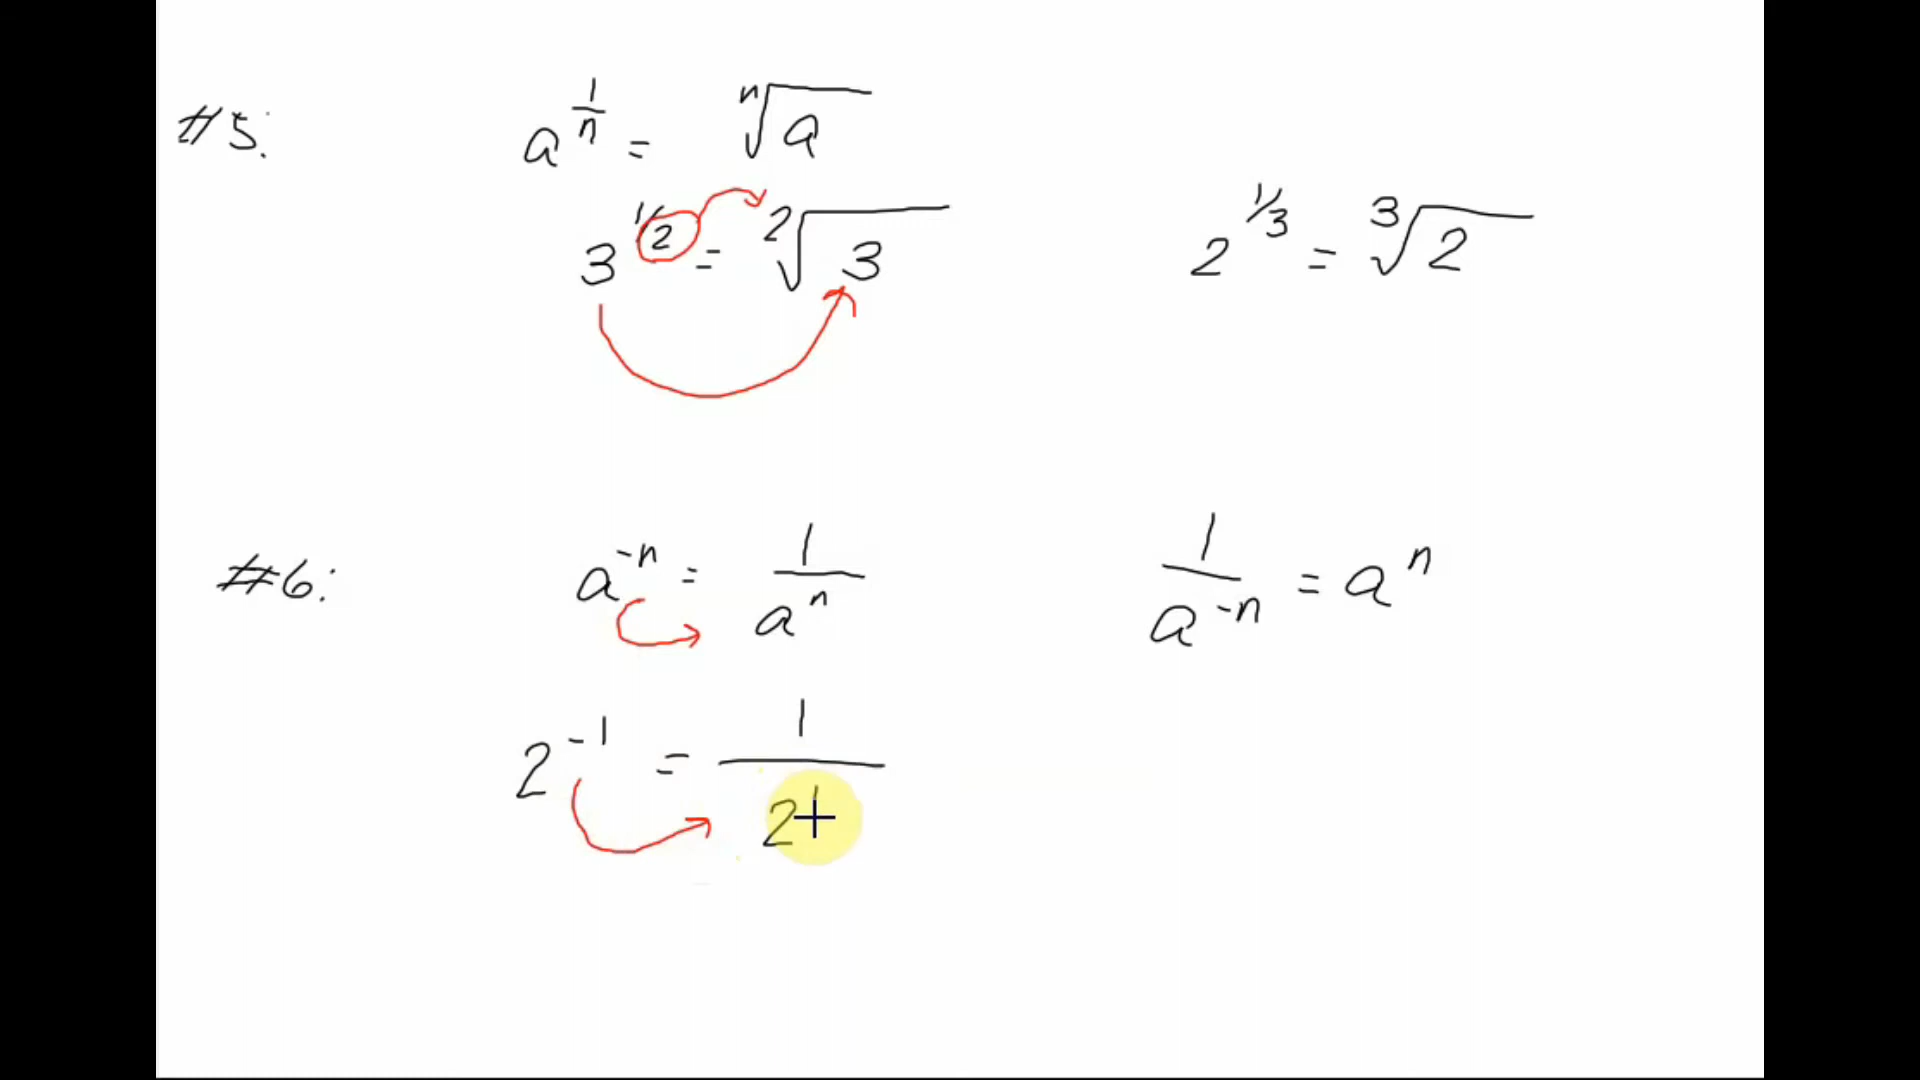 #5: a^{1/n} = ⁿ√a
3^{1/2} = ²√3 2^{1/3} = ³√2
#6: a^{-n} = 1/a^n 1/a^{-n} = a^n
2^{-1} = 1/2^1